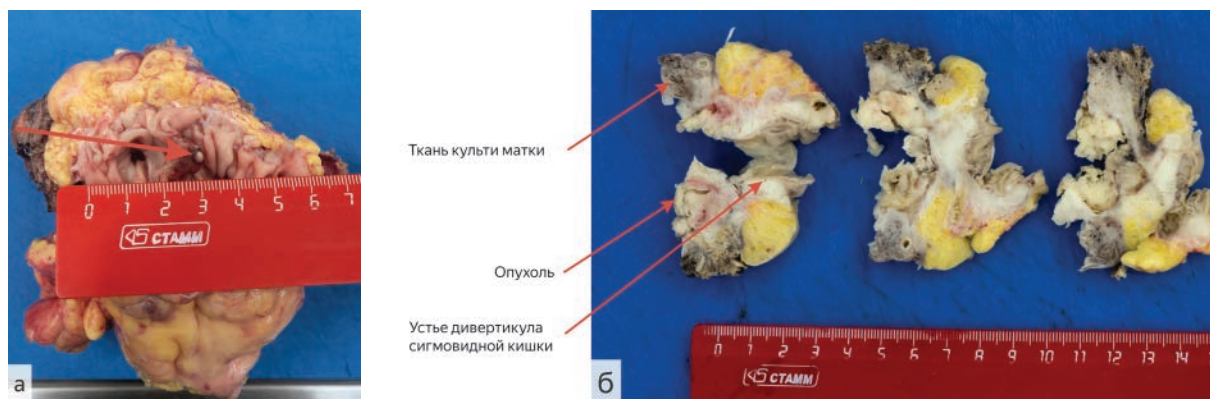 0 1 2 3 4 5 6 7
СТАММ
а
Ткань культи матки
Опухоль
Устье дивертикула
сигмовидной кишки
0 1 2 3 4 5 6 7 8 9 10 11 12 13 14
СТАММ
б